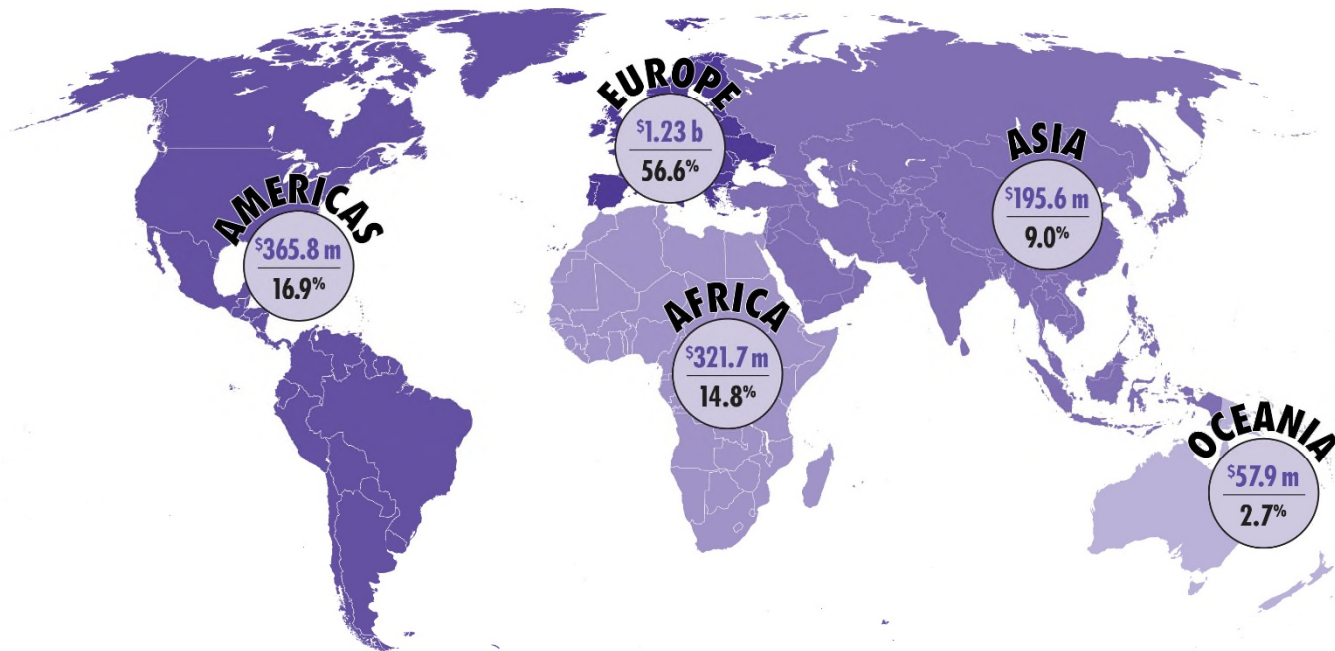 EUROPE
$1.23 b
56.6%
ASIA
$195.6 m
9.0%
AMERICAS
$365.8 m
16.9%
AFRICA
$321.7 m
14.8%
OCEANIA
$57.9 m
2.7%